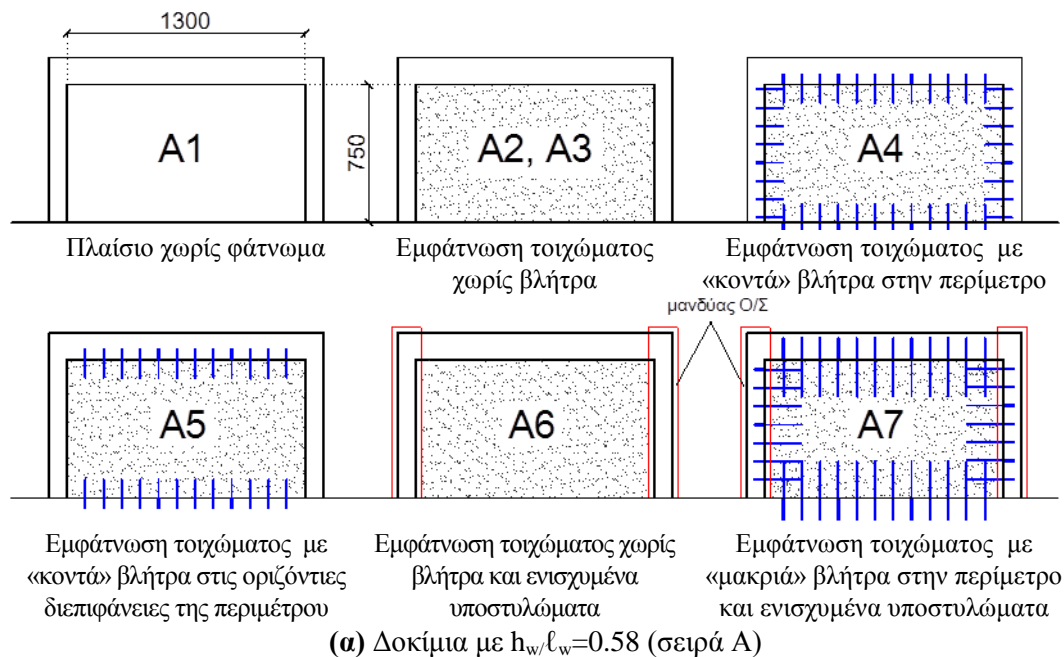 1300
750
A1
A2, A3
A4
Πλαίσιο χωρίς φάτνωμα
Εμφάτνωση τοιχώματος
χωρίς βλήτρα
Εμφάτνωση τοιχώματος με
«κοντά» βλήτρα στην περίμετρο
μανδύας Ο/Σ
A5
A6
A7
Εμφάτνωση τοιχώματος με
«κοντά» βλήτρα στις οριζόντιες
διεπιφάνειες της περιμέτρου
Εμφάτνωση τοιχώματος χωρίς
βλήτρα και ενισχυμένα
υποστυλώματα
Εμφάτνωση τοιχώματος με
«μακριά» βλήτρα στην περίμετρο
και ενισχυμένα υποστυλώματα
(α) Δοκίμια με hw/ℓw=0.58 (σειρά Α)